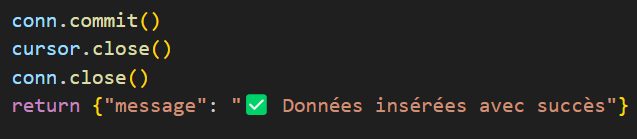 conn.commit()
cursor.close()
conn.close()
return {"message": "✅ Données insérées avec succès"}